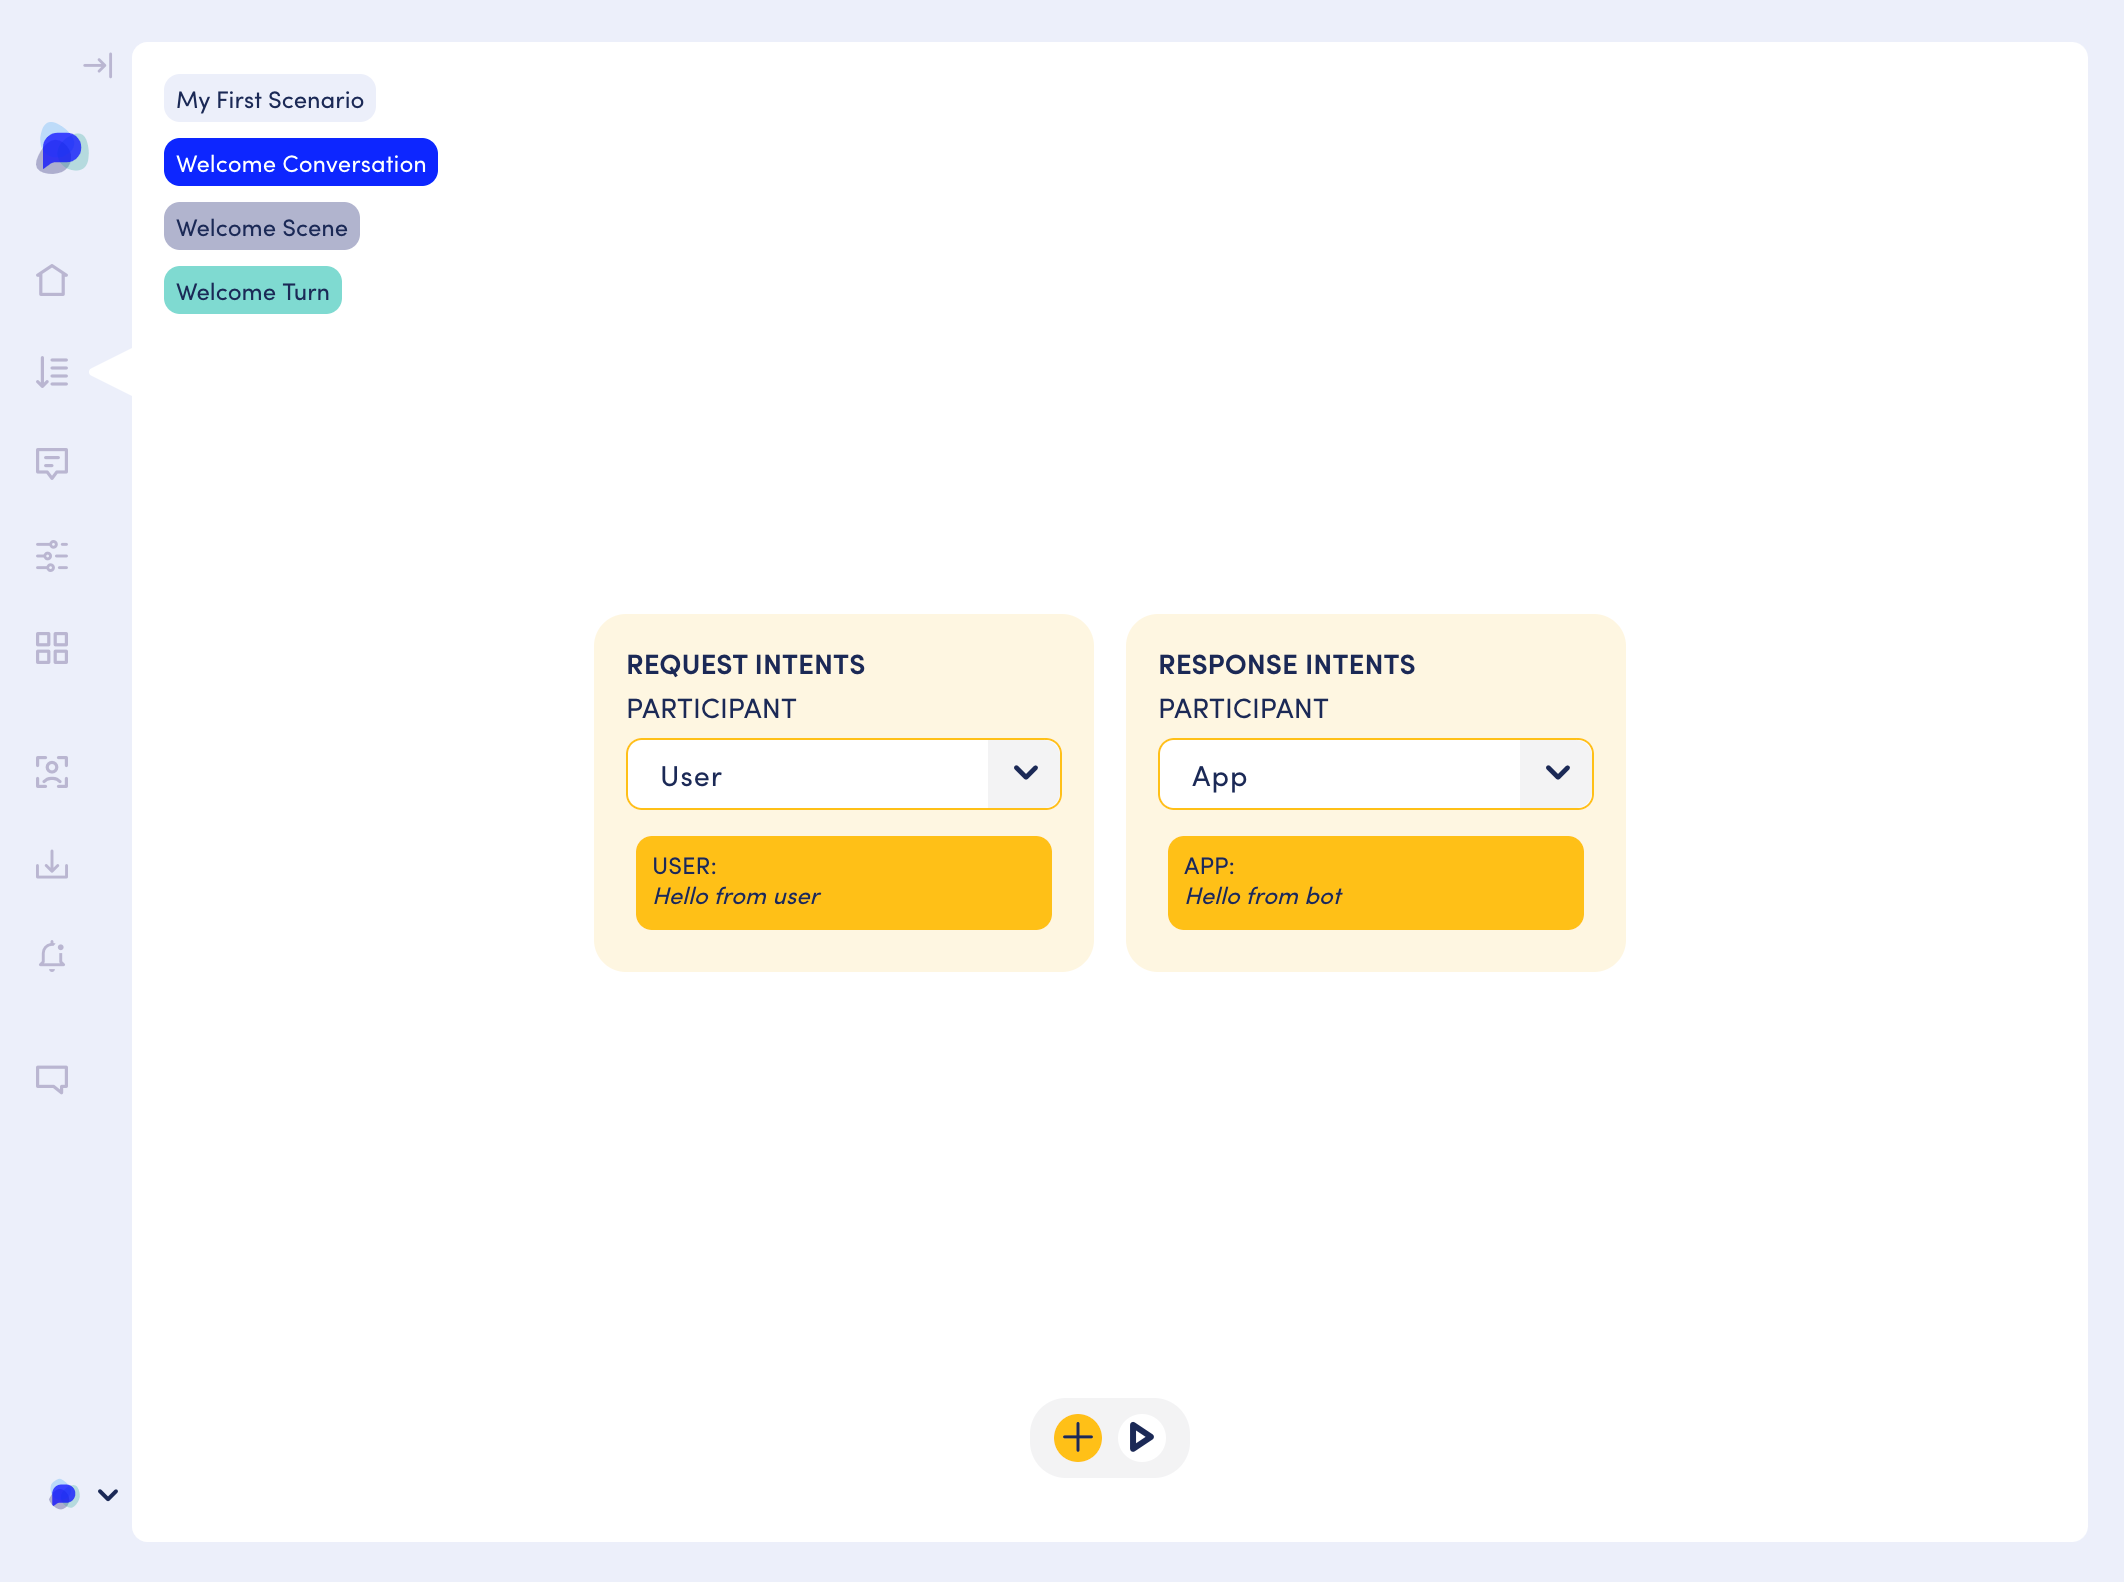 My First Scenario
Welcome Conversation
Welcome Scene
Welcome Turn
REQUEST INTENTS
PARTICIPANT
User
USER:
Hello from user
RESPONSE INTENTS
PARTICIPANT
App
APP:
Hello from bot